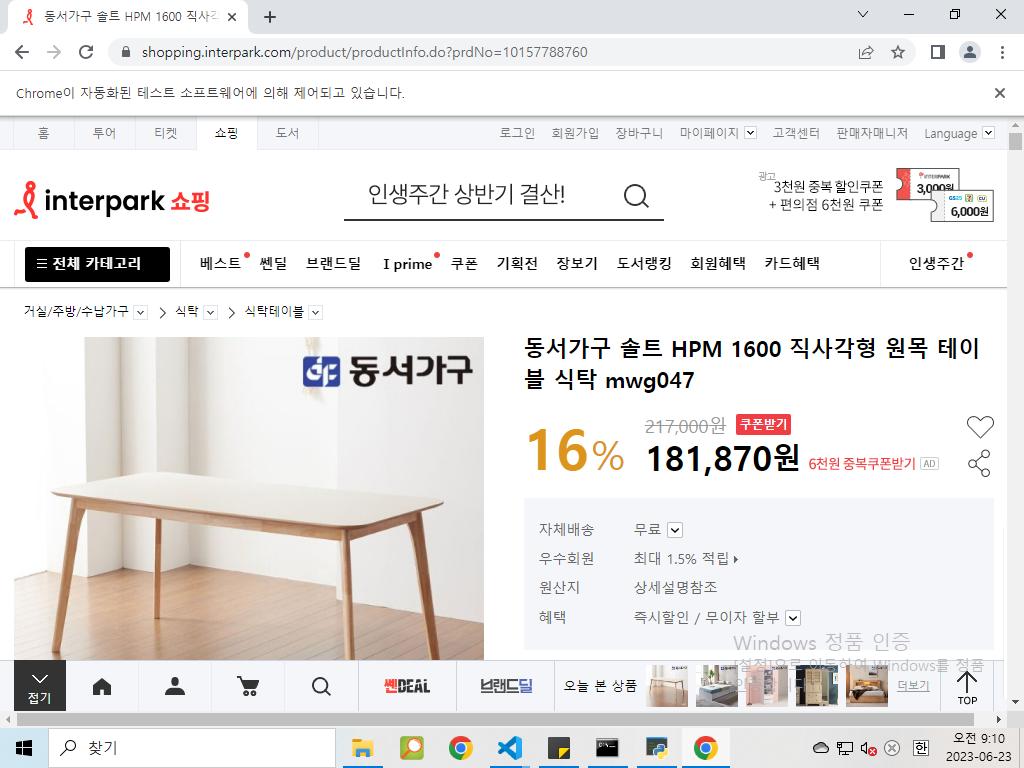 동서가구 솔트 HPM 1600 직사각
shopping.interpark.com/product/productInfo.do?prdNo=10157788760
Chrome이 자동화된 테스트 소프트웨어에 의해 제어되고 있습니다.
홈 투어 티켓 쇼핑 도서 로그인 회원가입 장바구니 마이페이지 고객센터 판매자매니저 Language
interpark 쇼핑
인생주간 상반기 결산!
광고
3천원 중복 할인쿠폰
+ 편의점 6천원 쿠폰
INTERPARK
3,000원
GS25 CU
6,000원
전체 카테고리 베스트 쎈딜 브랜드딜 I prime 쿠폰 기획전 장보기 도서랭킹 회원혜택 카드혜택 인생주간
거실/주방/수납가구 식탁 식탁테이블
동서가구
동서가구 솔트 HPM 1600 직사각형 원목 테이
블 식탁 mwg047
16%
217,000원 쿠폰받기
181,870원 6천원 중복쿠폰받기 AD
자체배송 무료
우수회원 최대 1.5% 적립
원산지 상세설명참조
혜택 즉시할인 / 무이자 할부
Windows 정품 인증
[설정]으로 이동하여 Windows를 정품
접기
쎈DEAL
브랜드딜
오늘 본 상품
더보기
TOP
찾기
한
오전 9:10
2023-06-23